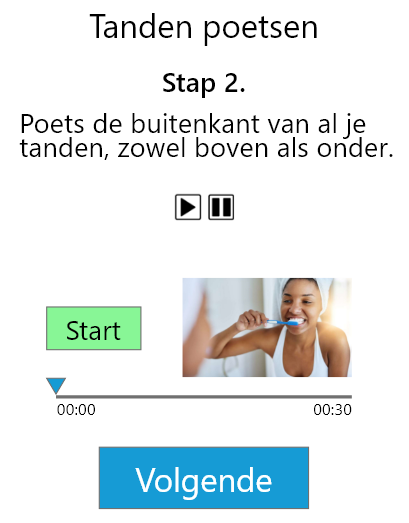 Tanden poetsen
Stap 2.
Poets de buitenkant van al je
tanden, zowel boven als onder.
Start
00:00
00:30
Volgende